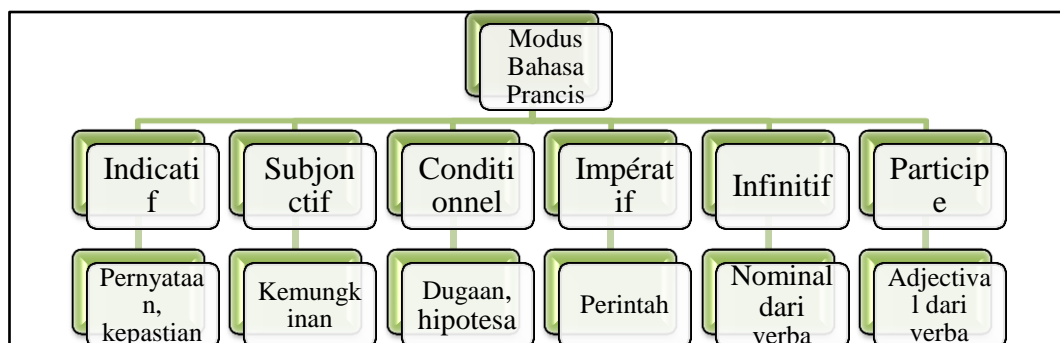 Modus
Bahasa
Prancis
Indicati
f
Subjon
ctif
Conditi
onnel
Impérat
if
Infinitif
Particip
e
Pernyataa
n,
kepastian
Kemungk
inan
Dugaan,
hipotesa
Perintah
Nominal
dari
verba
Adjectiva
l dari
verba